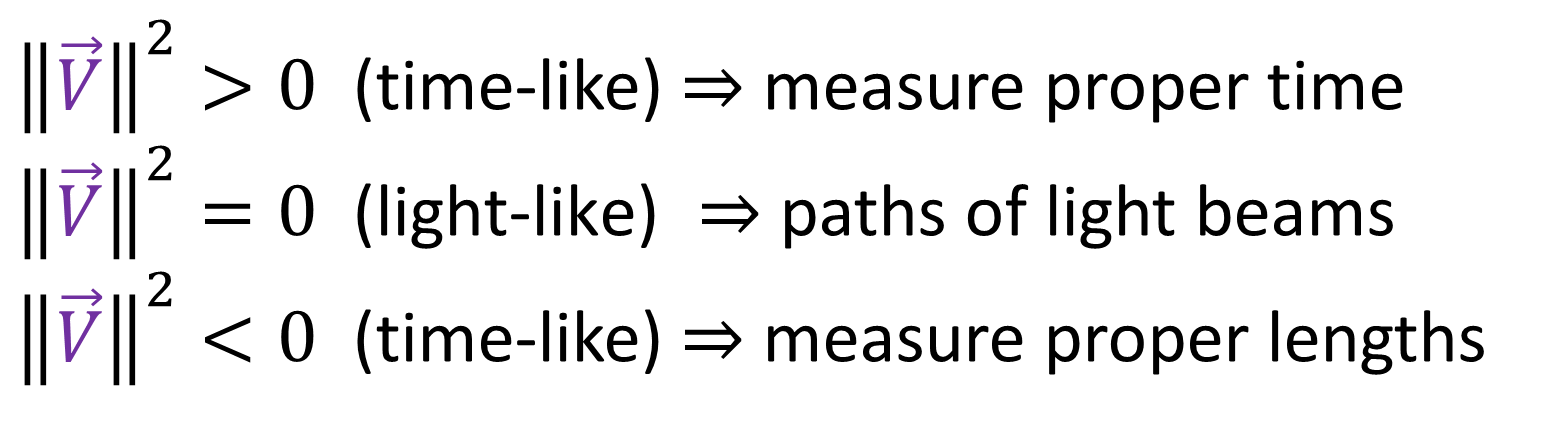 ‖V⃗‖² > 0 (time-like) ⇒ measure proper time
‖V⃗‖² = 0 (light-like) ⇒ paths of light beams
‖V⃗‖² < 0 (time-like) ⇒ measure proper lengths